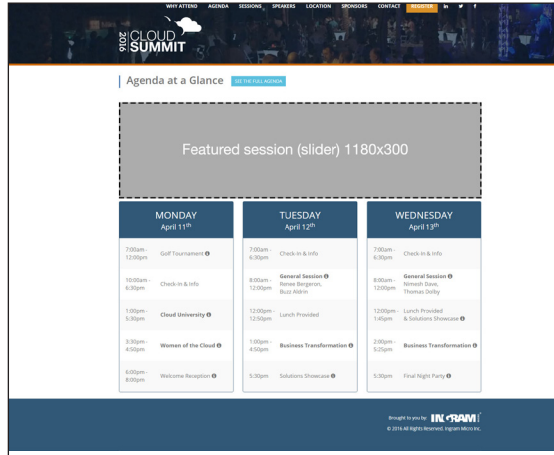 WHY ATTEND AGENDA SESSIONS SPEAKERS LOCATION SPONSORS CONTACT REGISTER in f
2016 CLOUD SUMMIT
Agenda at a Glance SEE THE FULL AGENDA
Featured session (slider) 1180x300
MONDAY
April 11th
7:00am - 12:00pm Golf Tournament
10:00am - 6:30pm Check-In & Info
1:00pm - 5:30pm Cloud University
3:30pm - 4:50pm Women of the Cloud
6:00pm - 8:00pm Welcome Reception
TUESDAY
April 12th
7:00am - 6:30pm Check-In & Info
8:00am - 12:00pm General Session
Renee Bergeron,
Buzz Aldrin
12:00pm - 12:50pm Lunch Provided
1:00pm - 4:50pm Business Transformation
5:30pm Solutions Showcase
WEDNESDAY
April 13th
7:00am - 6:30pm Check-In & Info
8:00am - 12:00pm General Session
Nimesh Dave,
Thomas Dolby
12:00pm - 1:45pm Lunch Provided
& Solutions Showcase
2:00pm - 5:25pm Business Transformation
5:30pm Final Night Party
Brought to you by: INGRAM
© 2016 All Rights Reserved. Ingram Micro Inc.